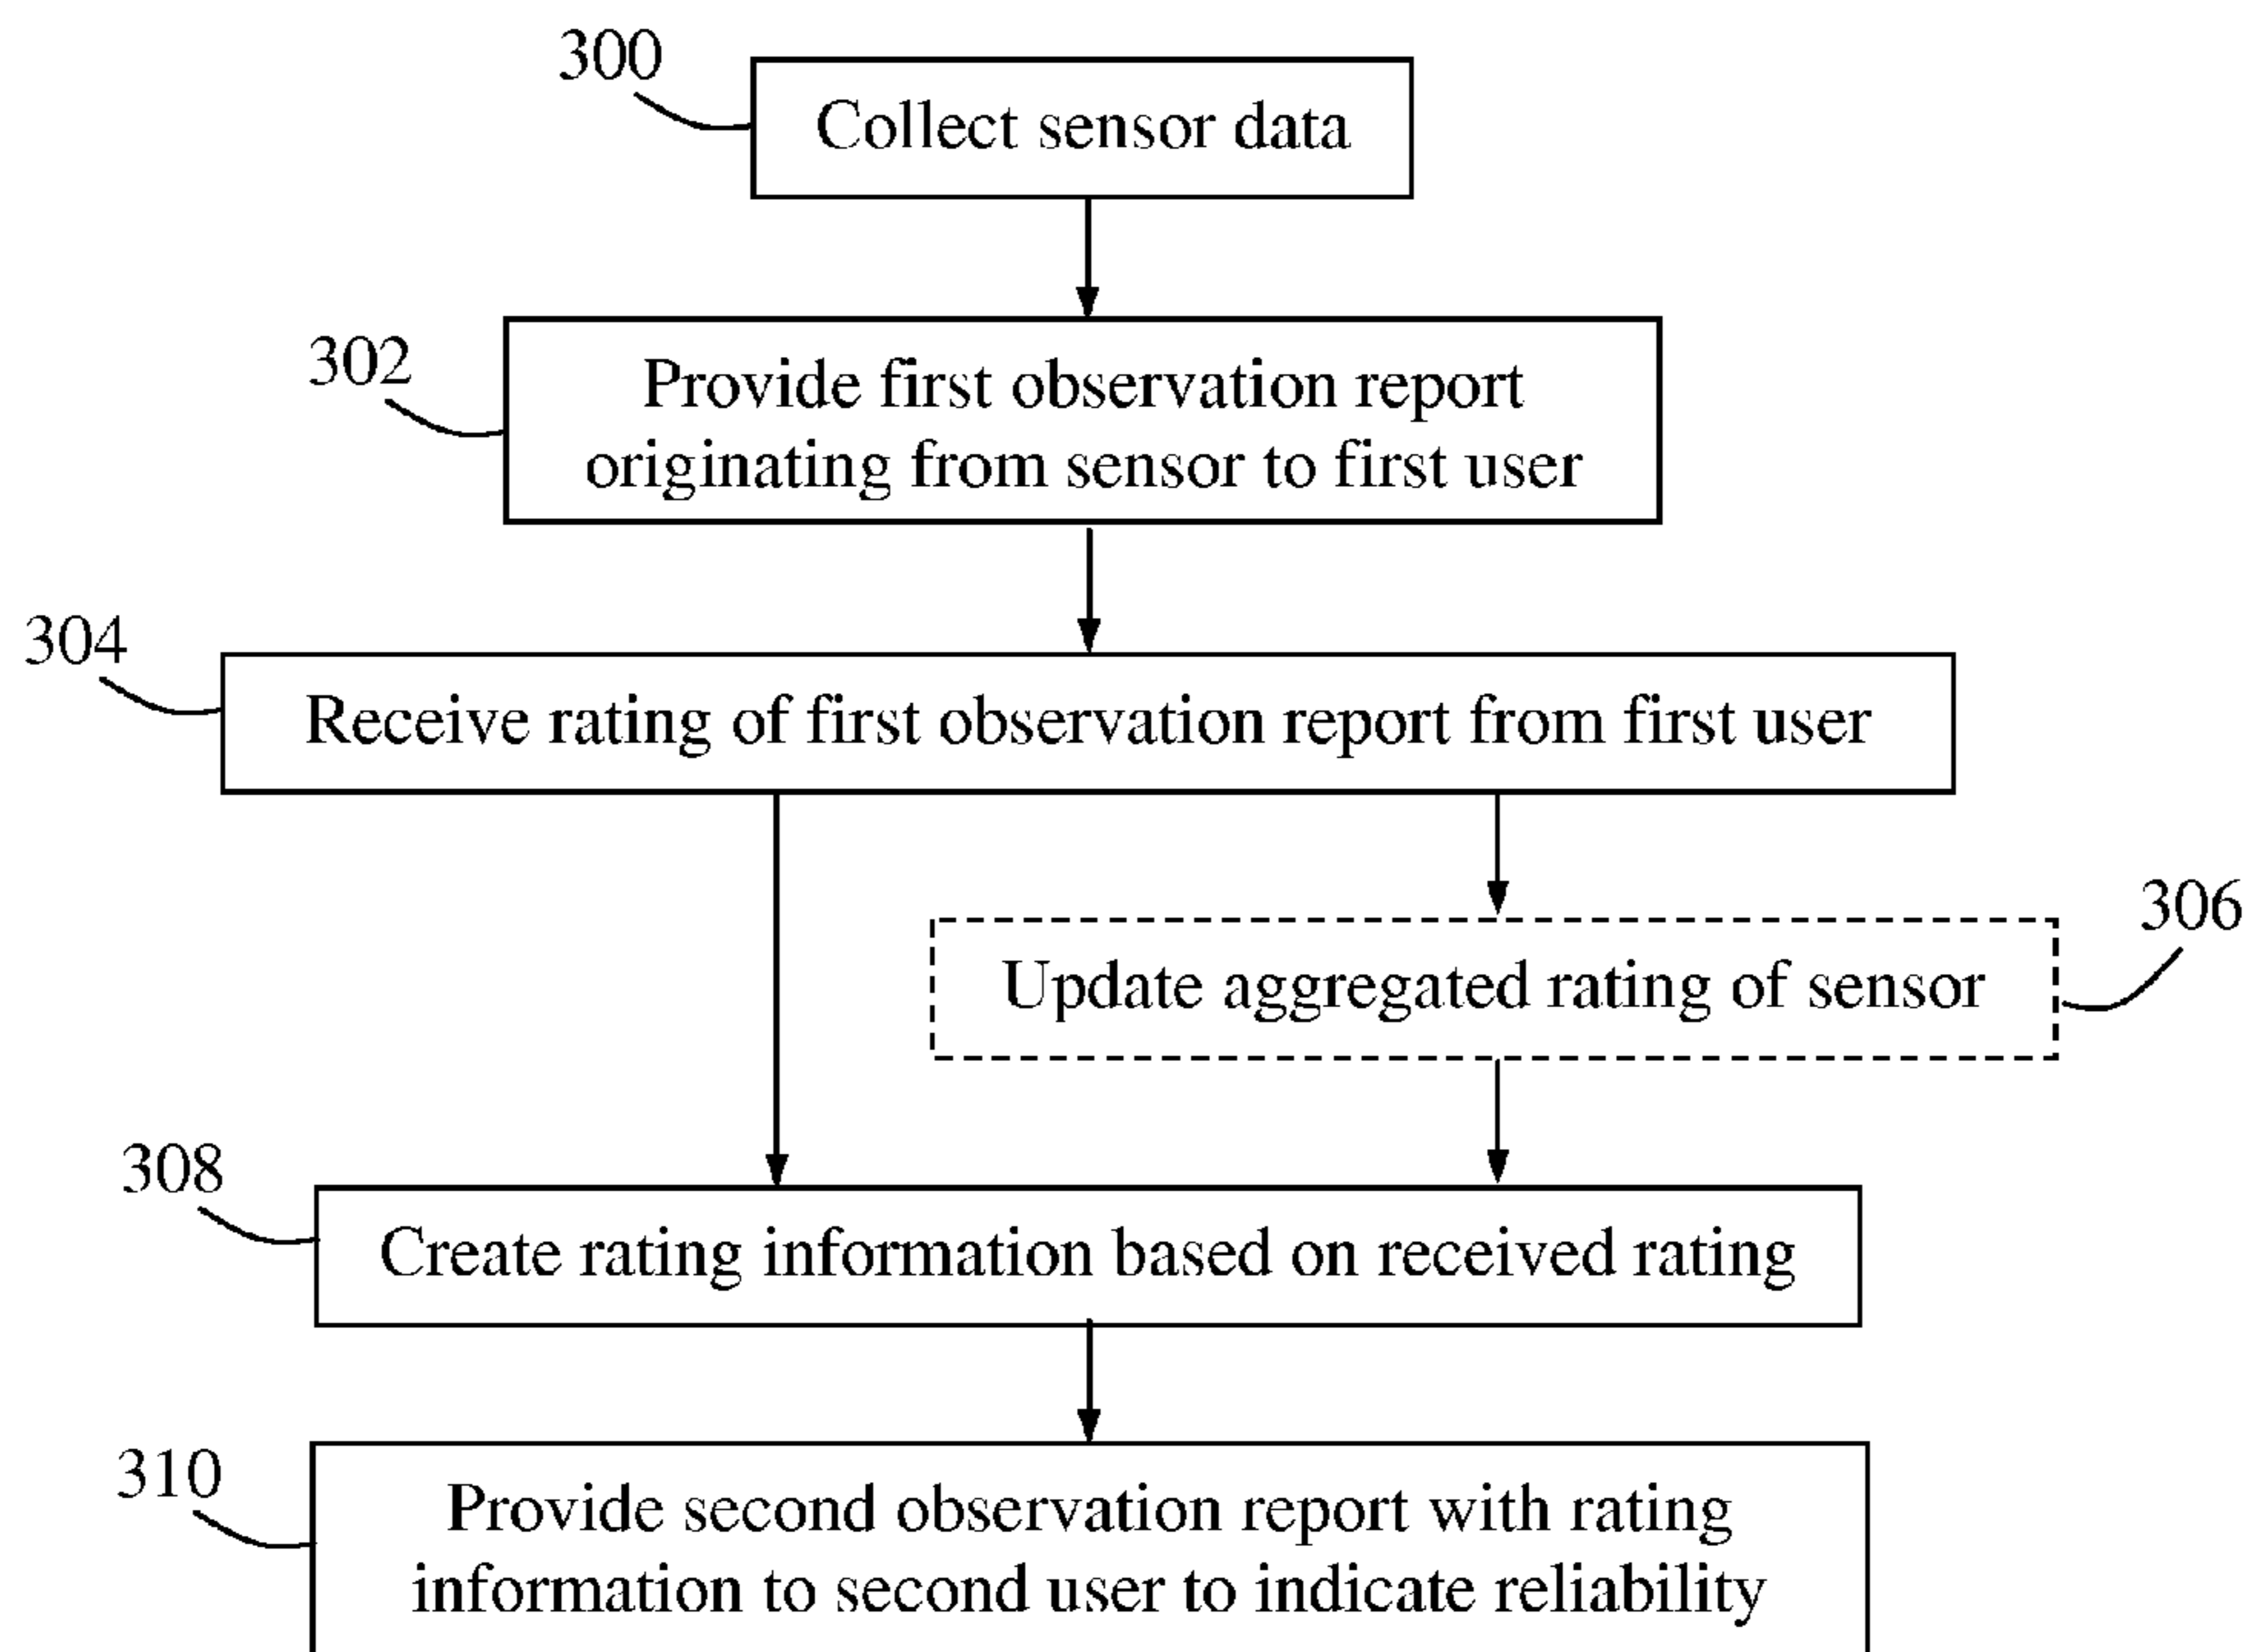 300
Collect sensor data
302
Provide first observation report
originating from sensor to first user
304
Receive rating of first observation report from first user
306
Update aggregated rating of sensor
308
Create rating information based on received rating
310
Provide second observation report with rating
information to second user to indicate reliability